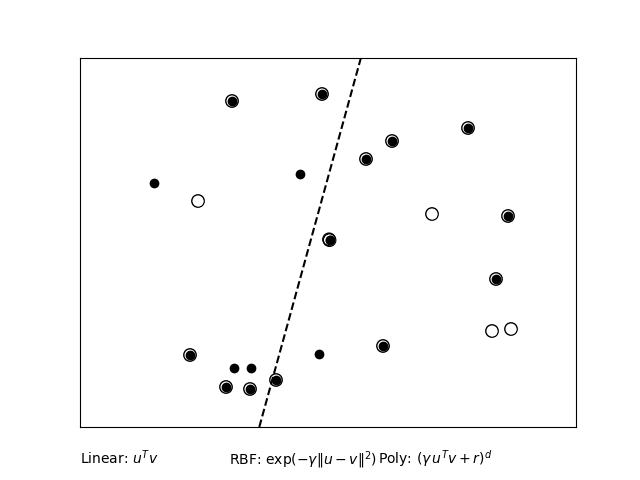 Linear: $u^T v$ RBF: $\exp(-\gamma \|u - v\|^2)$ Poly: $(\gamma u^T v + r)^d$